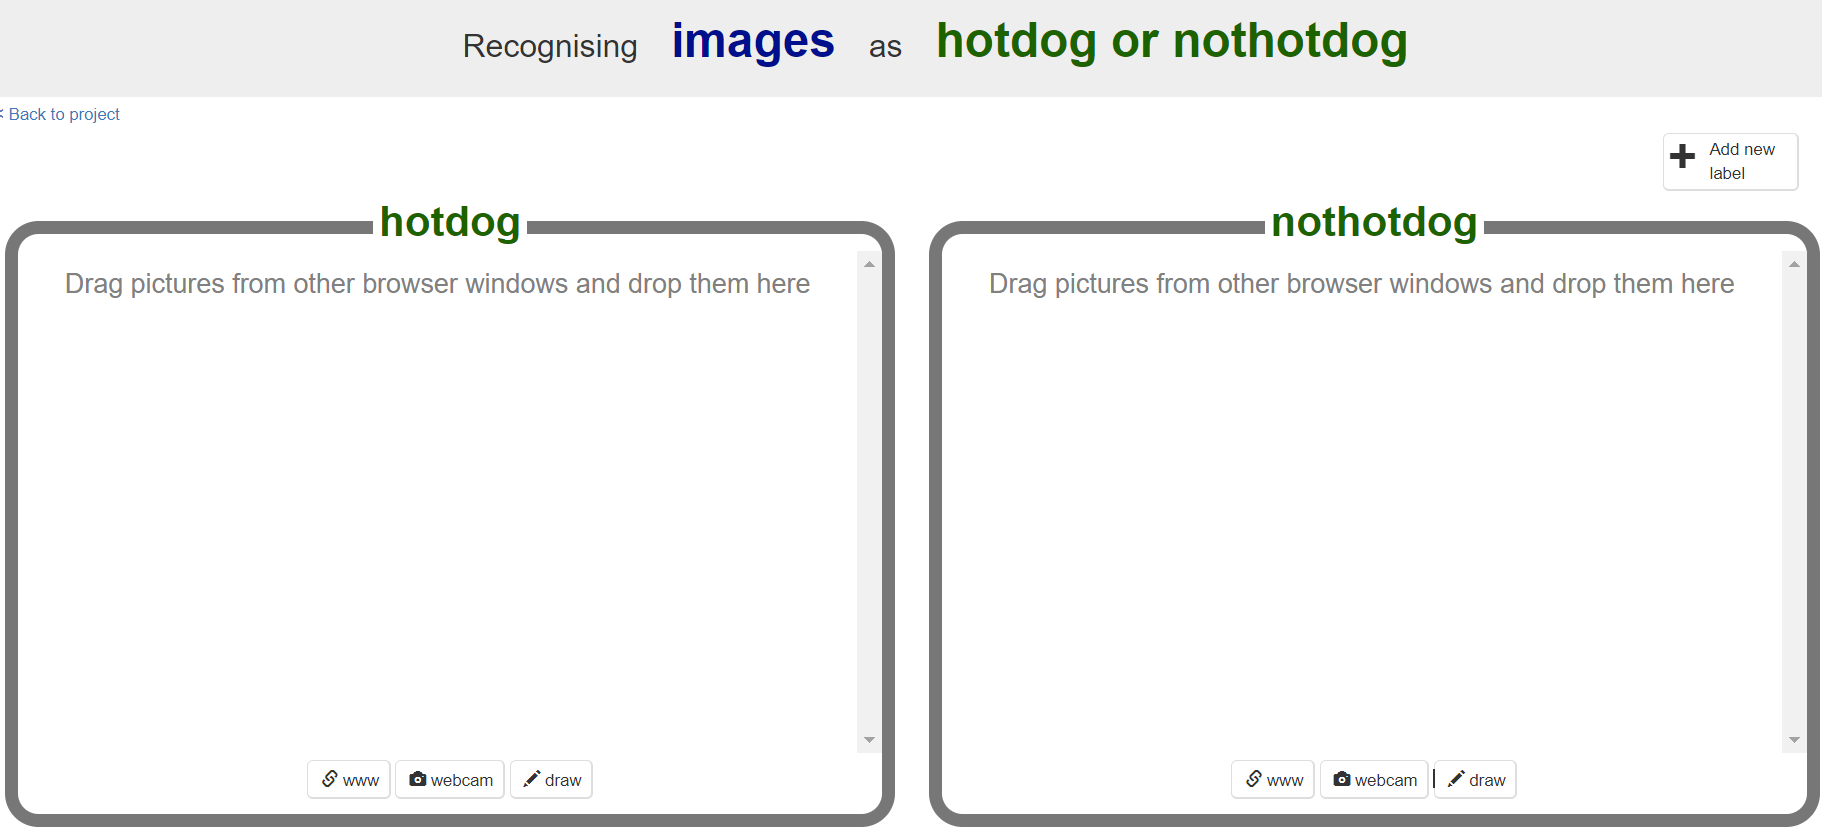 Recognising images as hotdog or nothotdog
< Back to project
Add new
label
hotdog
Drag pictures from other browser windows and drop them here
www webcam draw
nothotdog
Drag pictures from other browser windows and drop them here
www webcam draw